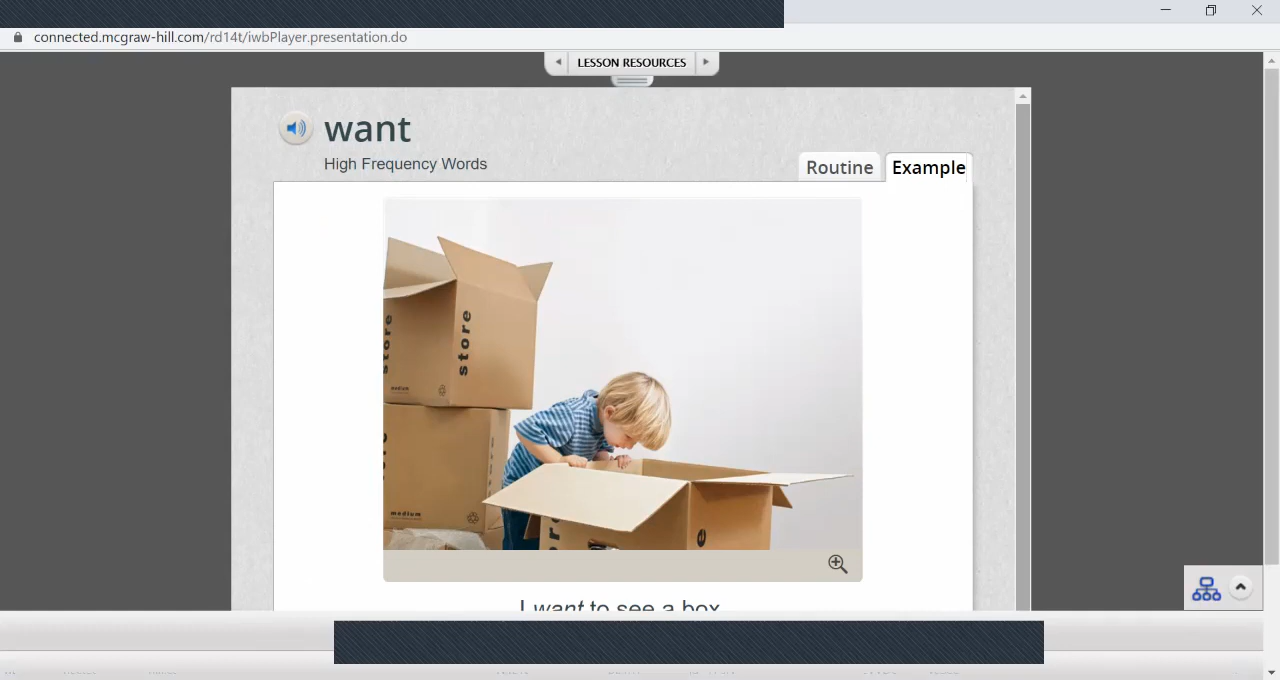 connected.mcgraw-hill.com/rd14t/iwbPlayer.presentation.do
LESSON RESOURCES
want
High Frequency Words
Routine
Example
store
store
medium
medium
I want to see a box